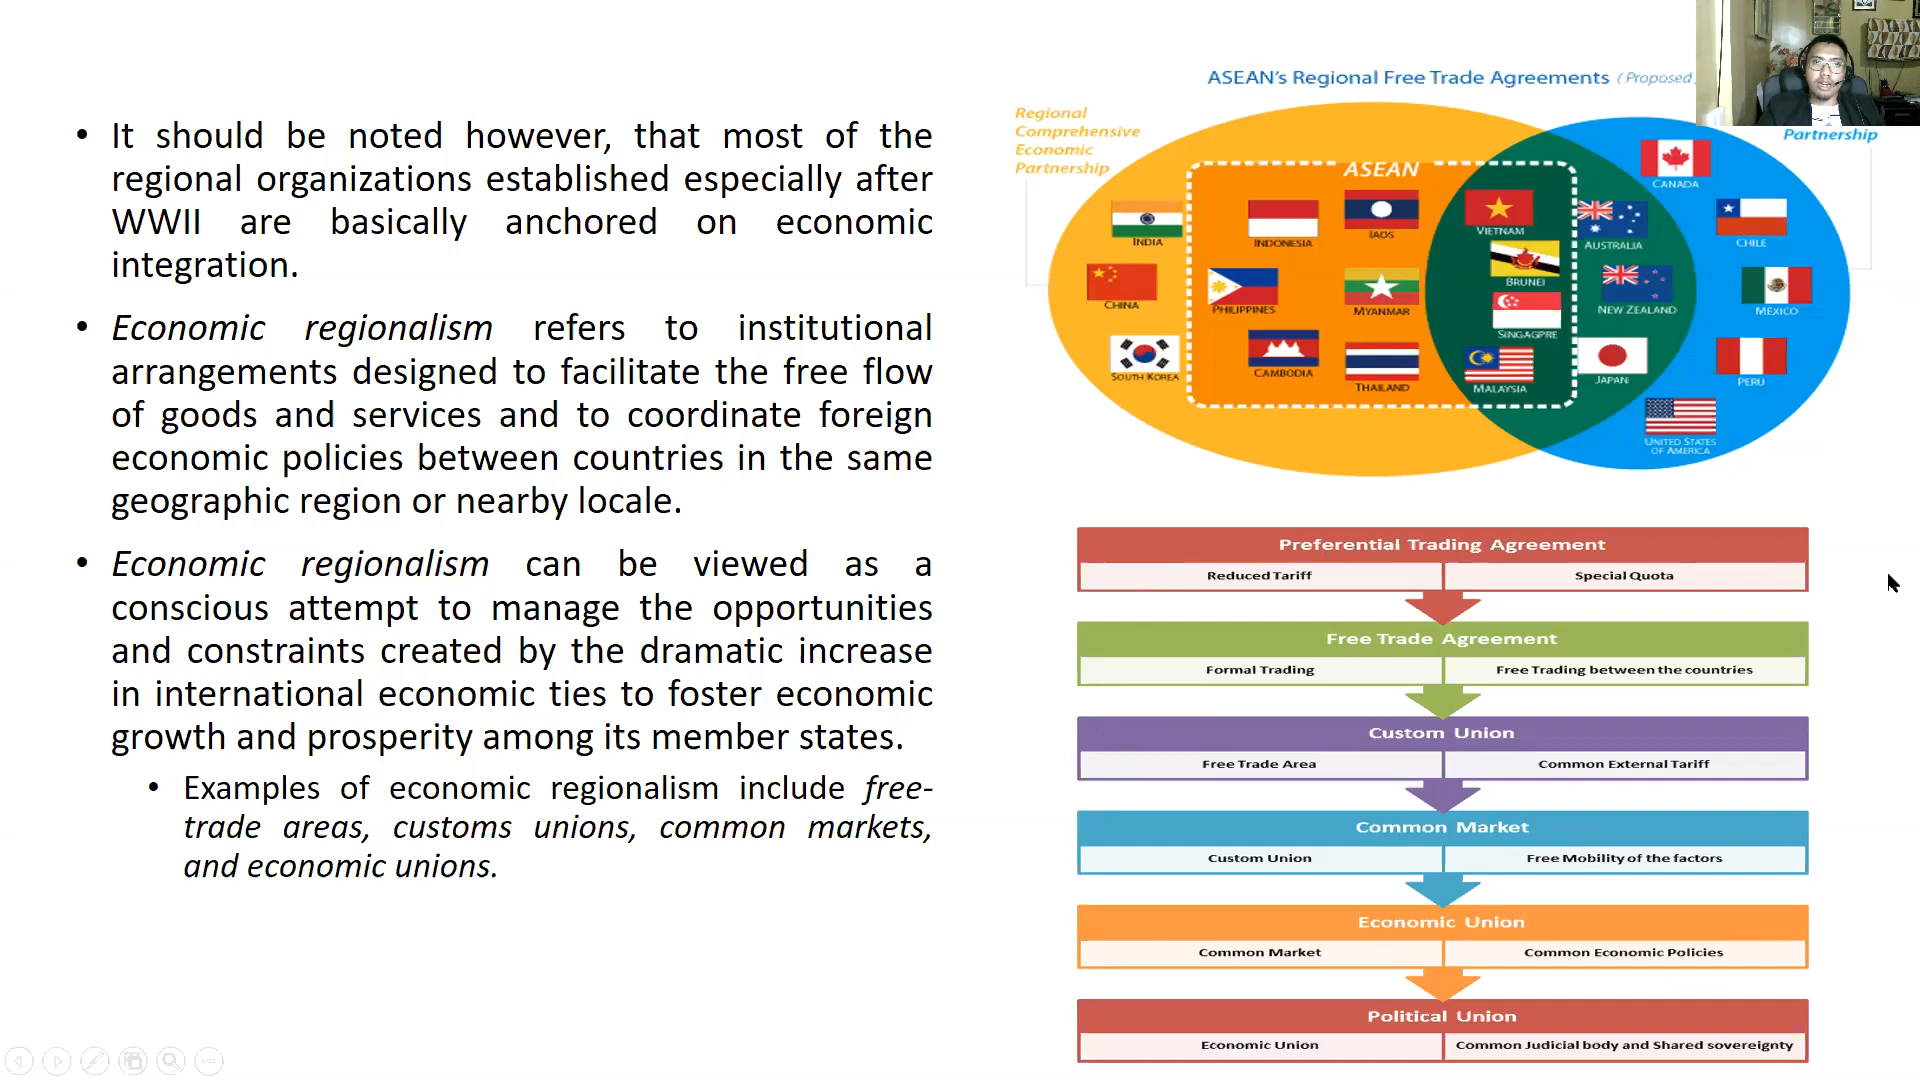 • It should be noted however, that most of the
regional organizations established especially after
WWII are basically anchored on economic
integration.
• Economic regionalism refers to institutional
arrangements designed to facilitate the free flow
of goods and services and to coordinate foreign
economic policies between countries in the same
geographic region or nearby locale.
• Economic regionalism can be viewed as a
conscious attempt to manage the opportunities
and constraints created by the dramatic increase
in international economic ties to foster economic
growth and prosperity among its member states.
• Examples of economic regionalism include free-
trade areas, customs unions, common markets,
and economic unions.
ASEAN's Regional Free Trade Agreements (Proposed
Regional
Comprehensive
Economic
Partnership
Partnership
ASEAN
INDIA
CHINA
SOUTH KOREA
INDONESIA
LAOS
PHILIPPINES
MYANMAR
CAMBODIA
THAILAND
VIETNAM
BRUNEI
SINGAGPRE
MALAYSIA
AUSTRALIA
NEW ZEALAND
JAPAN
CANADA
CHILE
MEXICO
PERU
UNITED STATES
OF AMERICA
Preferential Trading Agreement
Reduced Tariff Special Quota
Free Trade Agreement
Formal Trading Free Trading between the countries
Custom Union
Free Trade Area Common External Tariff
Common Market
Custom Union Free Mobility of the factors
Economic Union
Common Market Common Economic Policies
Political Union
Economic Union Common Judicial body and Shared sovereignty